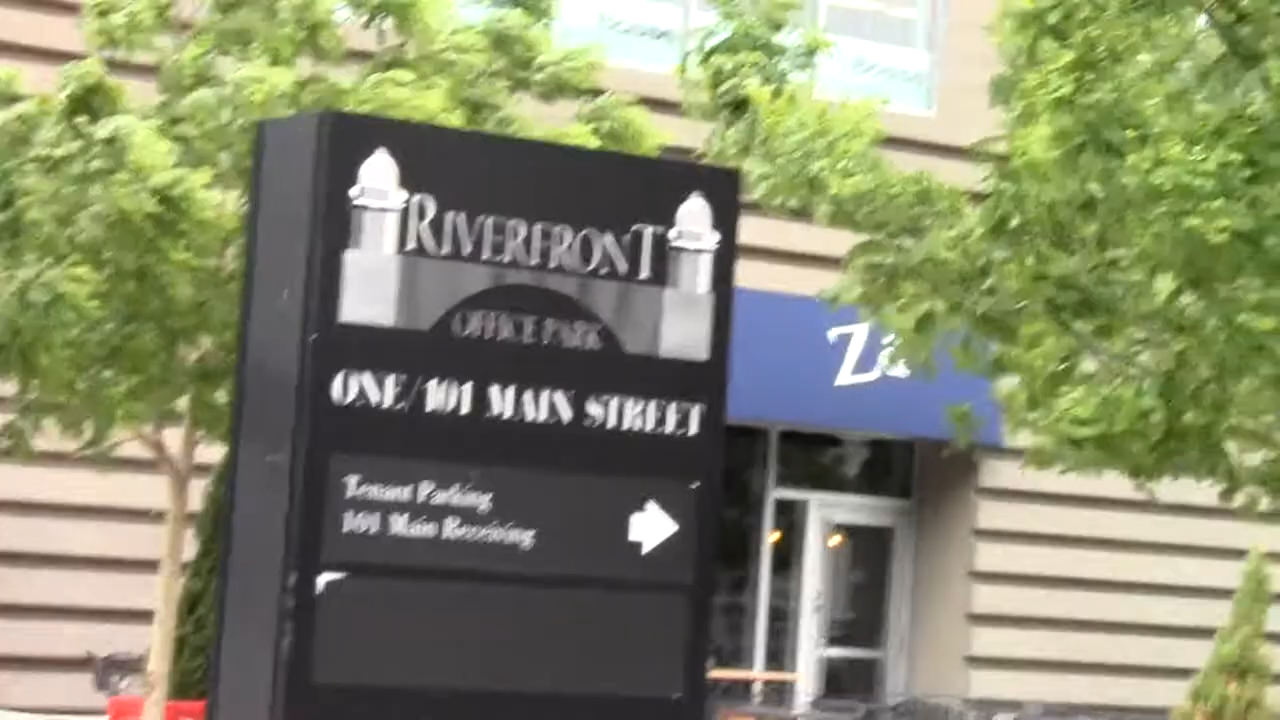 RIVERFRONT
OFFICE PARK
ONE/101 MAIN STREET
Tenant Parking
101 Main Receiving